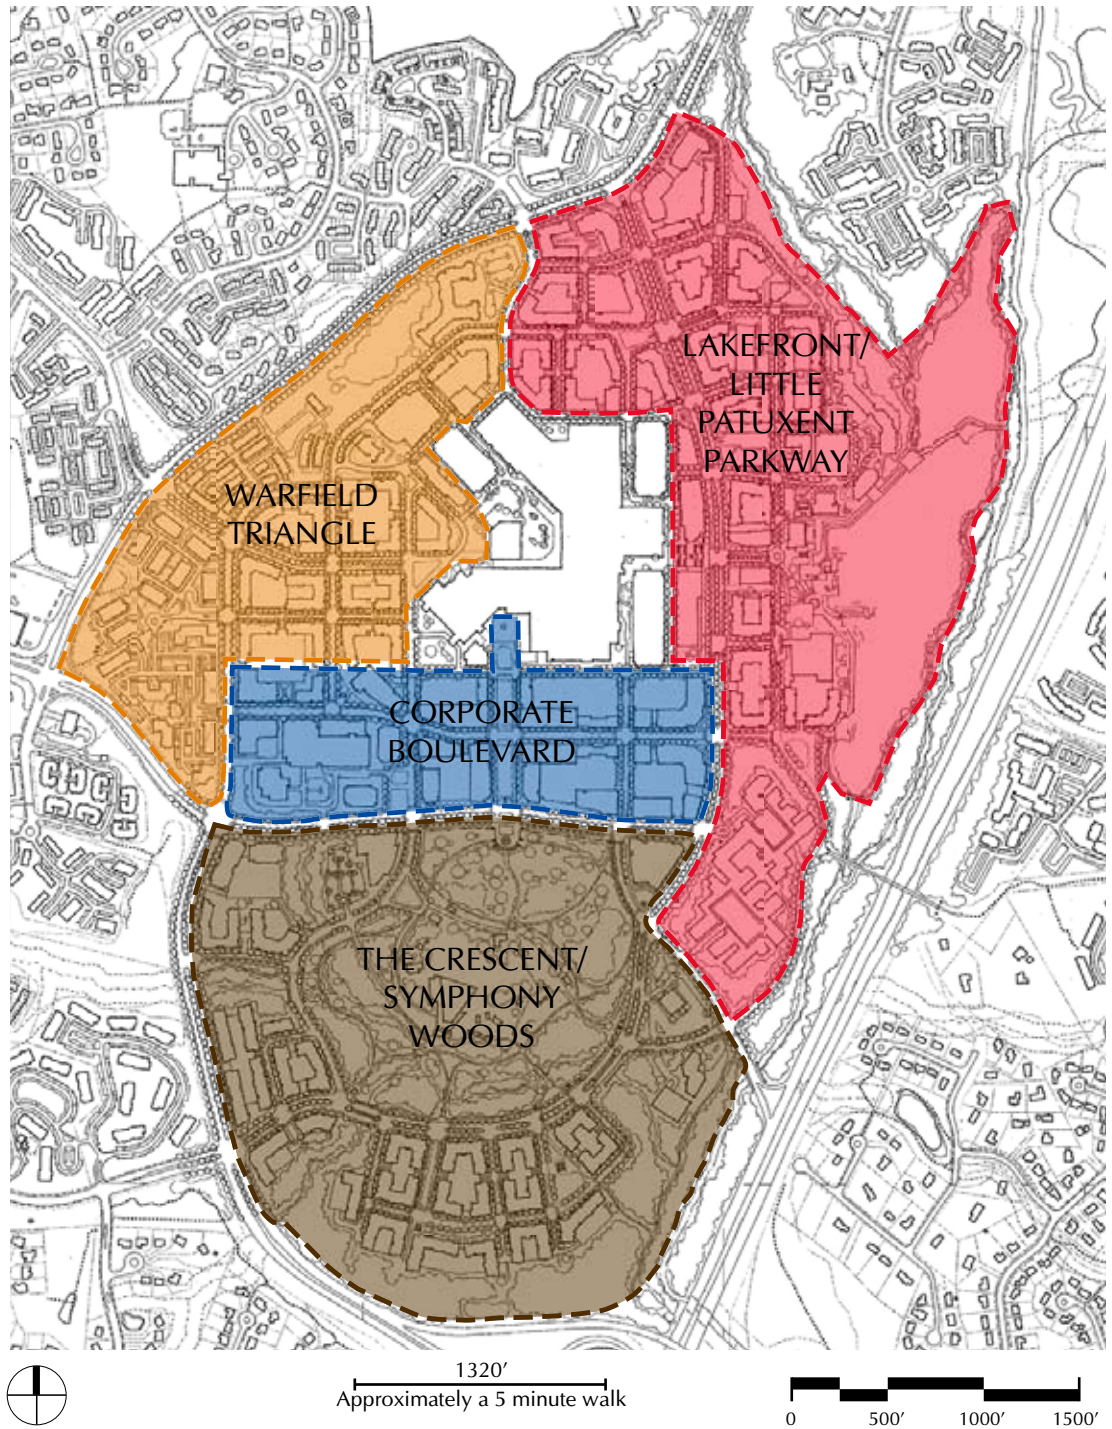 LAKEFRONT/
LITTLE
PATUXENT
PARKWAY
WARFIELD
TRIANGLE
CORPORATE
BOULEVARD
THE CRESCENT/
SYMPHONY
WOODS
1320′
Approximately a 5 minute walk
0 500′ 1000′ 1500′